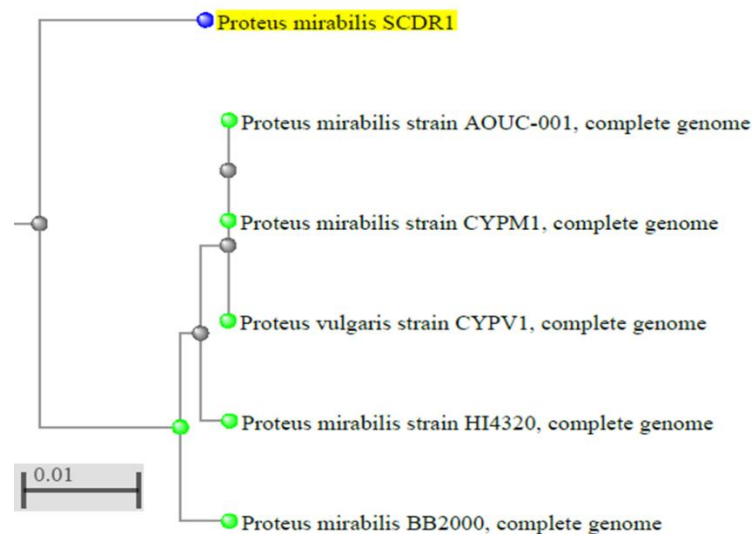 Proteus mirabilis SCDR1
Proteus mirabilis strain AOUC-001, complete genome
Proteus mirabilis strain CYPM1, complete genome
Proteus vulgaris strain CYPV1, complete genome
Proteus mirabilis strain HI4320, complete genome
0.01
Proteus mirabilis BB2000, complete genome